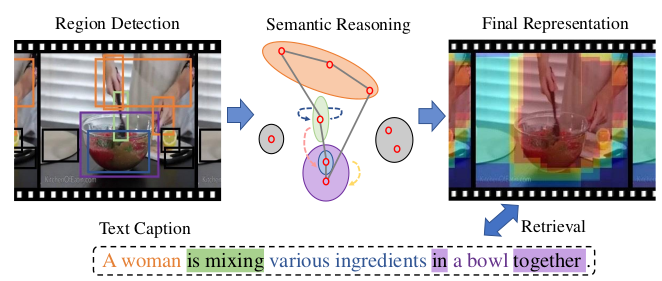 Region Detection
Semantic Reasoning
Final Representation
Text Caption
Retrieval
A woman is mixing various ingredients in a bowl together .